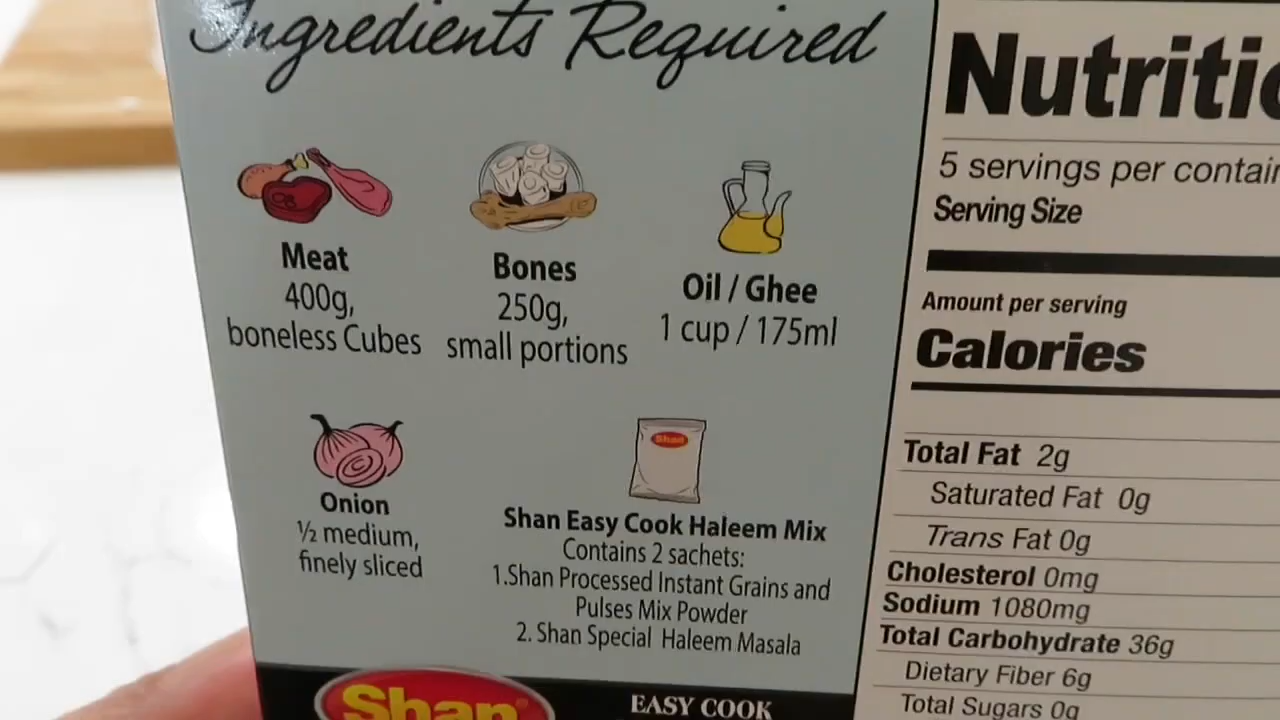 Ingredients Required
Meat
400g,
boneless Cubes
Bones
250g,
small portions
Oil / Ghee
1 cup / 175ml
Onion
½ medium,
finely sliced
Shan
Shan Easy Cook Haleem Mix
Contains 2 sachets:
1.Shan Processed Instant Grains and
Pulses Mix Powder
2. Shan Special Haleem Masala
Shan
EASY COOK
5 servings per
Serving Size
Amount per serving
Calories
Total Fat 2g
Saturated Fat 0g
Trans Fat 0g
Cholesterol 0mg
Sodium 1080mg
Total Carbohydrate 36g
Dietary Fiber 6g
Total Sugars 0g